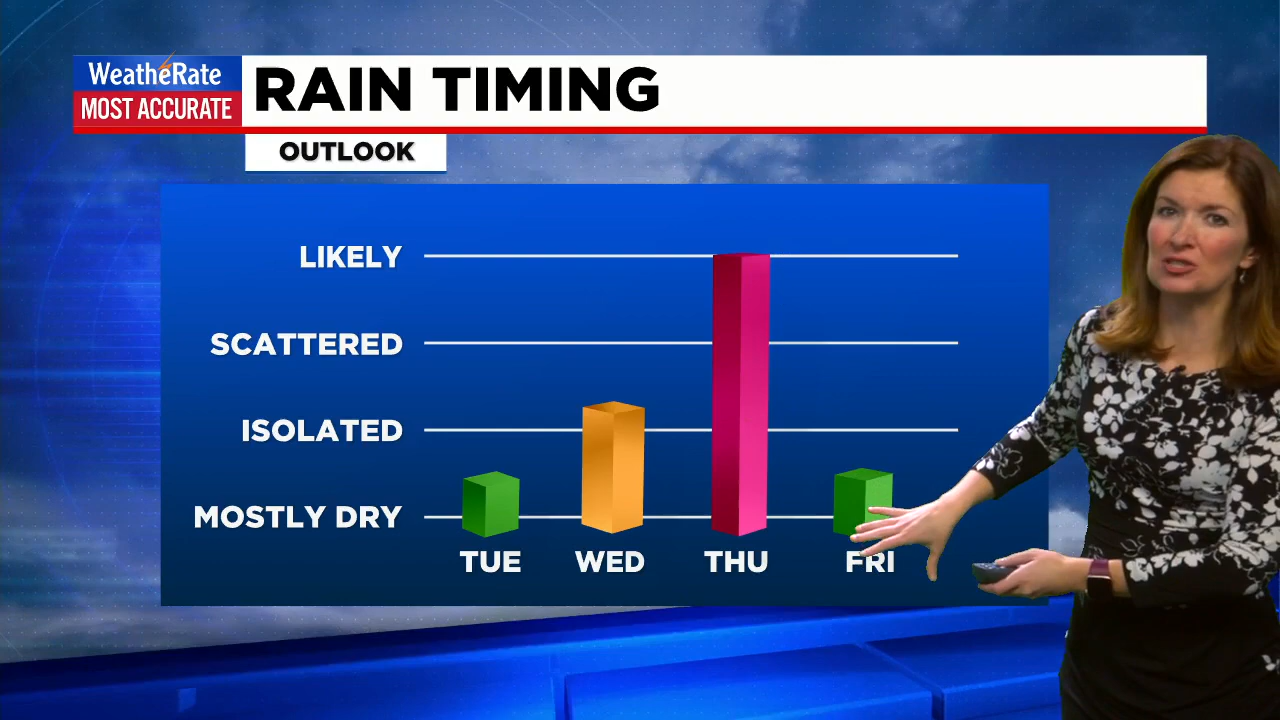 WeatheRate
MOST ACCURATE
RAIN TIMING
OUTLOOK
LIKELY
SCATTERED
ISOLATED
MOSTLY DRY
TUE WED THU FRI